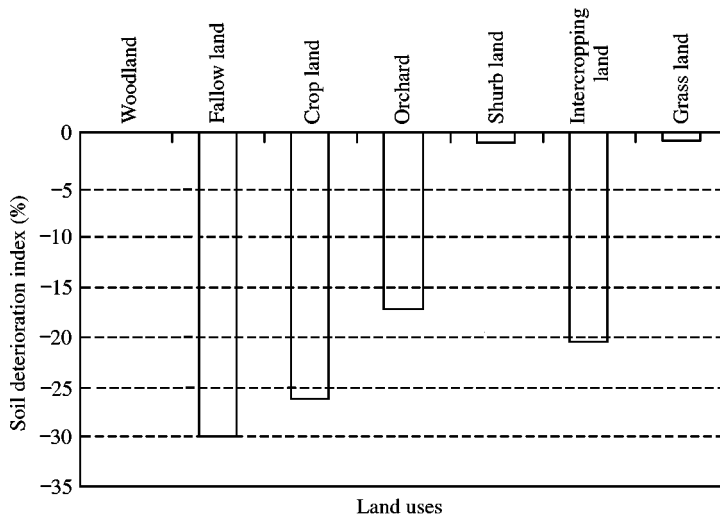 Woodland
Fallow land
Crop land
Orchard
Shurb land
Intercropping
land
Grass land
Soil deterioration index (%)
0
−5
−10
−15
−20
−25
−30
−35
Land uses